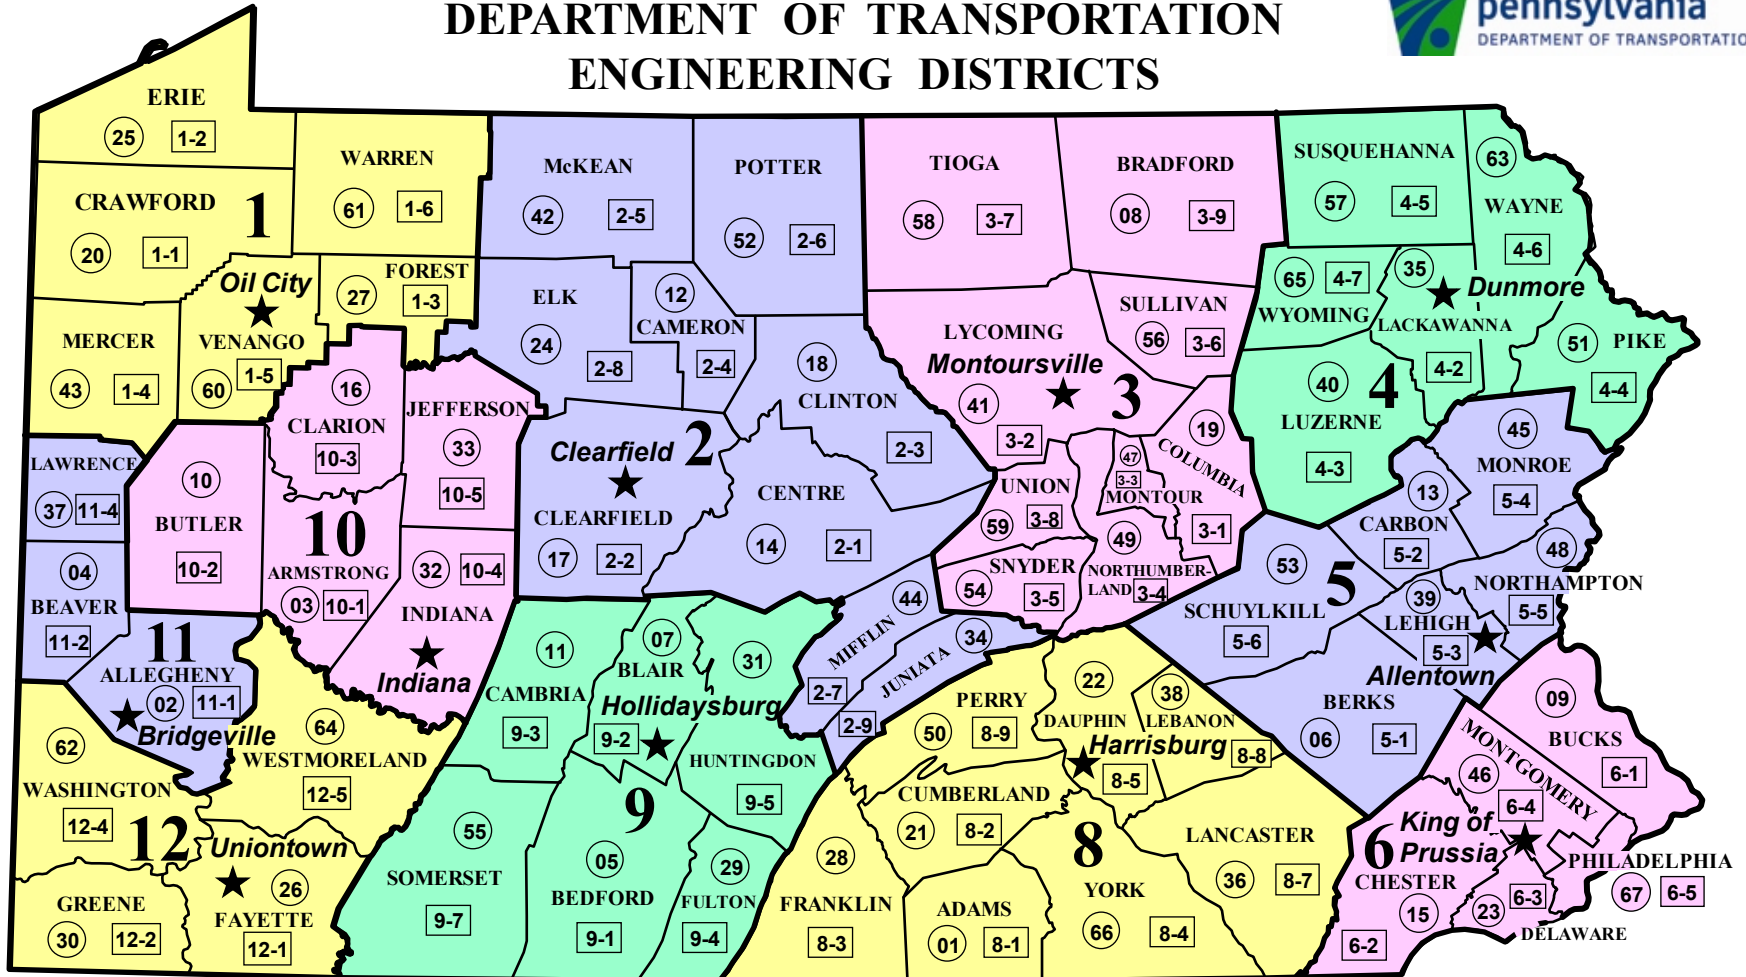 DEPARTMENT OF TRANSPORTATION
ENGINEERING DISTRICTS
pennsylvania
DEPARTMENT OF TRANSPORTATIO
ERIE
25 1-2
CRAWFORD
20 1-1
1
WARREN
61 1-6
Oil City
FOREST
27 1-3
MERCER
43 1-4
VENANGO
60 1-5
McKEAN
42 2-5
POTTER
52 2-6
ELK
24 2-8
12
CAMERON
2-4
18
CLINTON
2-3
Clearfield 2
CLEARFIELD
17 2-2
CENTRE
14 2-1
44
MIFFLIN
2-7
34
JUNIATA
2-9
TIOGA
58 3-7
BRADFORD
08 3-9
LYCOMING
Montoursville
41 3-2
3
SULLIVAN
56 3-6
19
COLUMBIA
3-1
47
3-3
MONTOUR
UNION
59 3-8
SNYDER
54 3-5
49
NORTHUMBER-
LAND 3-4
SUSQUEHANNA
57 4-5
63
WAYNE
4-6
65 4-7
WYOMING
35
Dunmore
LACKAWANNA
4-2
51 PIKE
4-4
40 4
LUZERNE
4-3
45
MONROE
5-4
13
CARBON
5-2
48
NORTHAMPTON
5-5
53 5
SCHUYLKILL
5-6
39
LEHIGH
5-3
Allentown
BERKS
06 5-1
09
BUCKS
6-1
MONTGOMERY
46 6-4
6 King of
Prussia
CHESTER
15
6-2
23 6-3
DELAWARE
PHILADELPHIA
67 6-5
22
DAUPHIN
Harrisburg
8-5
38
LEBANON
8-8
PERRY
50 8-9
CUMBERLAND
21 8-2
8
LANCASTER
36 8-7
28
FRANKLIN
8-3
ADAMS
01 8-1
YORK
66 8-4
11
CAMBRIA
9-3
07
BLAIR
Hollidaysburg
9-2
31
HUNTINGDON
9-5
9
55
SOMERSET
9-7
05
BEDFORD
9-1
29
FULTON
9-4
16
CLARION
10-3
JEFFERSON
33
10-5
10
BUTLER
10-2
10
ARMSTRONG
03 10-1
32 10-4
INDIANA
Indiana
LAWRENCE
37 11-4
04
BEAVER
11-2
11
ALLEGHENY
02 11-1
Bridgeville
62
WASHINGTON
12-4
64
WESTMORELAND
12-5
12 Uniontown
GREENE
30 12-2
26
FAYETTE
12-1